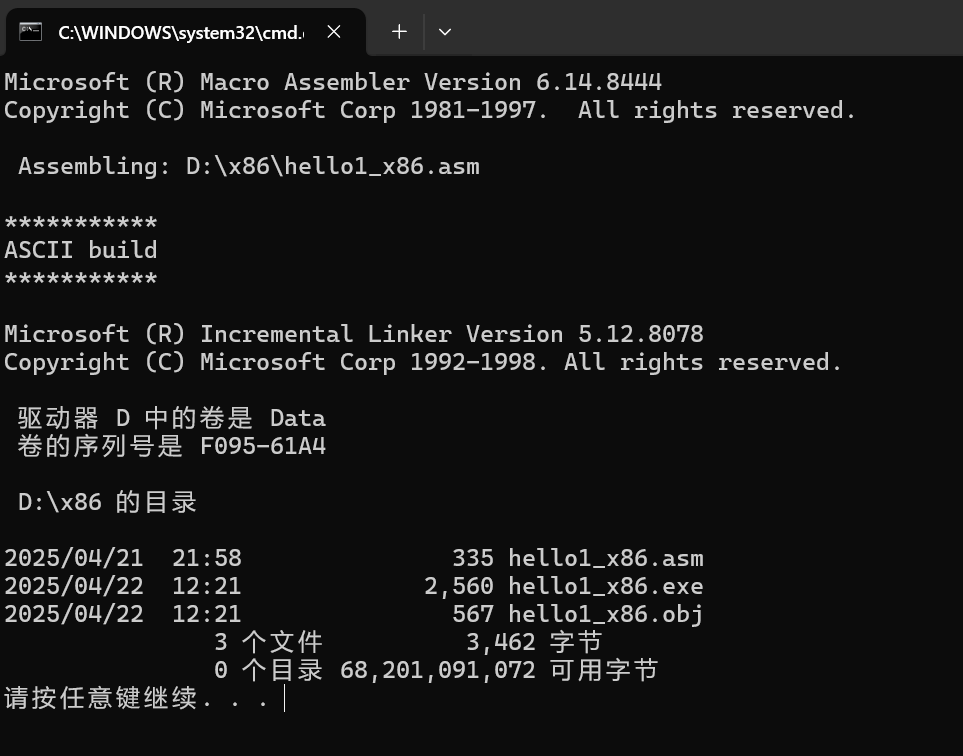 C:\WINDOWS\system32\cmd.
Microsoft (R) Macro Assembler Version 6.14.8444
Copyright (C) Microsoft Corp 1981-1997.  All rights reserved.
 Assembling: D:\x86\hello1_x86.asm
***********
ASCII build
***********
Microsoft (R) Incremental Linker Version 5.12.8078
Copyright (C) Microsoft Corp 1992-1998. All rights reserved.
 驱动器 D 中的卷是 Data
 卷的序列号是 F095-61A4
 D:\x86 的目录
2025/04/21  21:58               335 hello1_x86.asm
2025/04/22  12:21             2,560 hello1_x86.exe
2025/04/22  12:21               567 hello1_x86.obj
               3 个文件          3,462 字节
               0 个目录 68,201,091,072 可用字节
请按任意键继续. . .